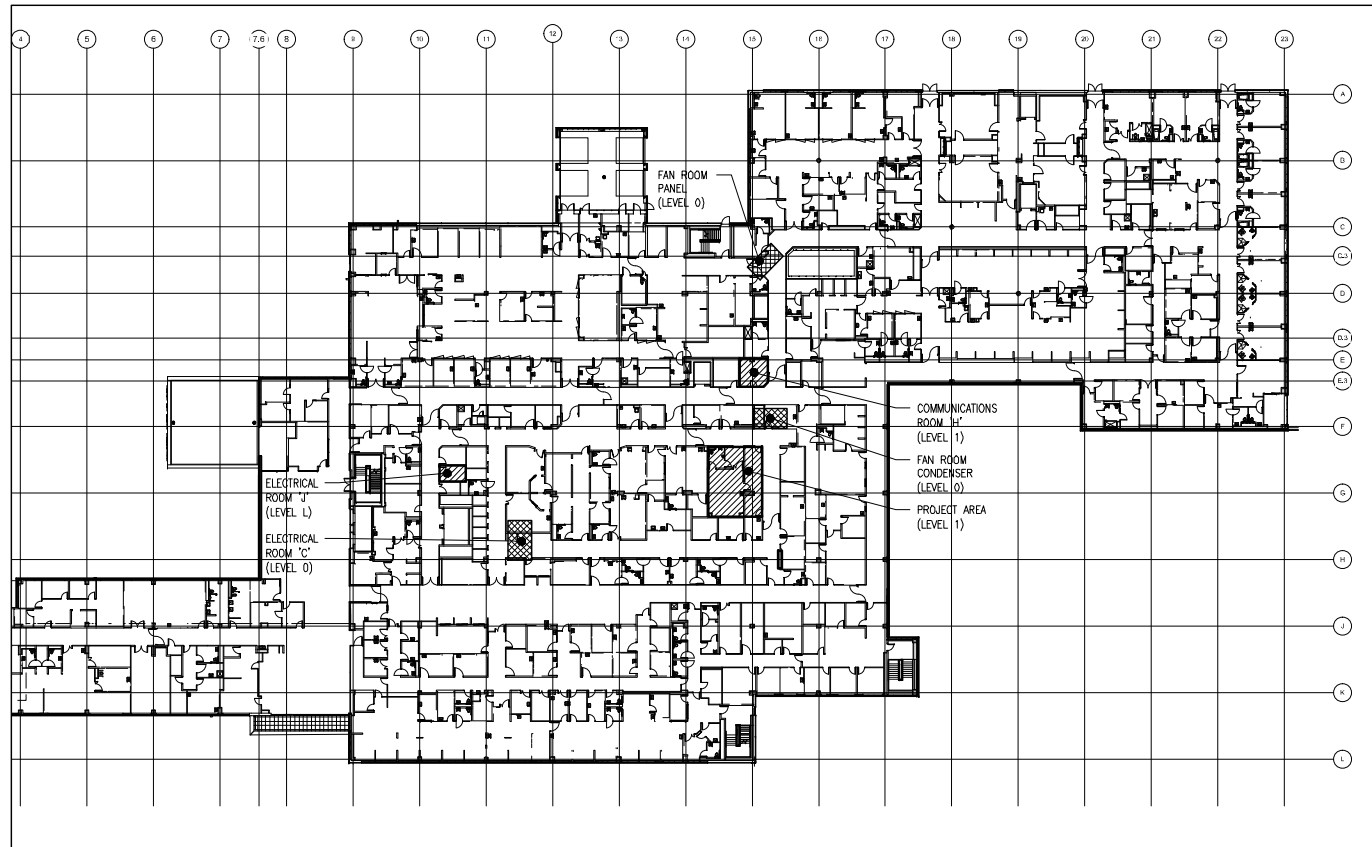 4 5 6 7 7.6 8 9 10 11 12 13 14 15 16 17 18 19 20 21 22 23
A
B
FAN ROOM
PANEL
(LEVEL 0)
C
C.3
D
D.3
E
E.3
COMMUNICATIONS
ROOM 'H'
(LEVEL 1)
F
FAN ROOM
CONDENSER
(LEVEL 0)
ELECTRICAL
ROOM 'J'
(LEVEL L)
G
PROJECT AREA
(LEVEL 1)
ELECTRICAL
ROOM 'C'
(LEVEL 0)
H
J
K
L